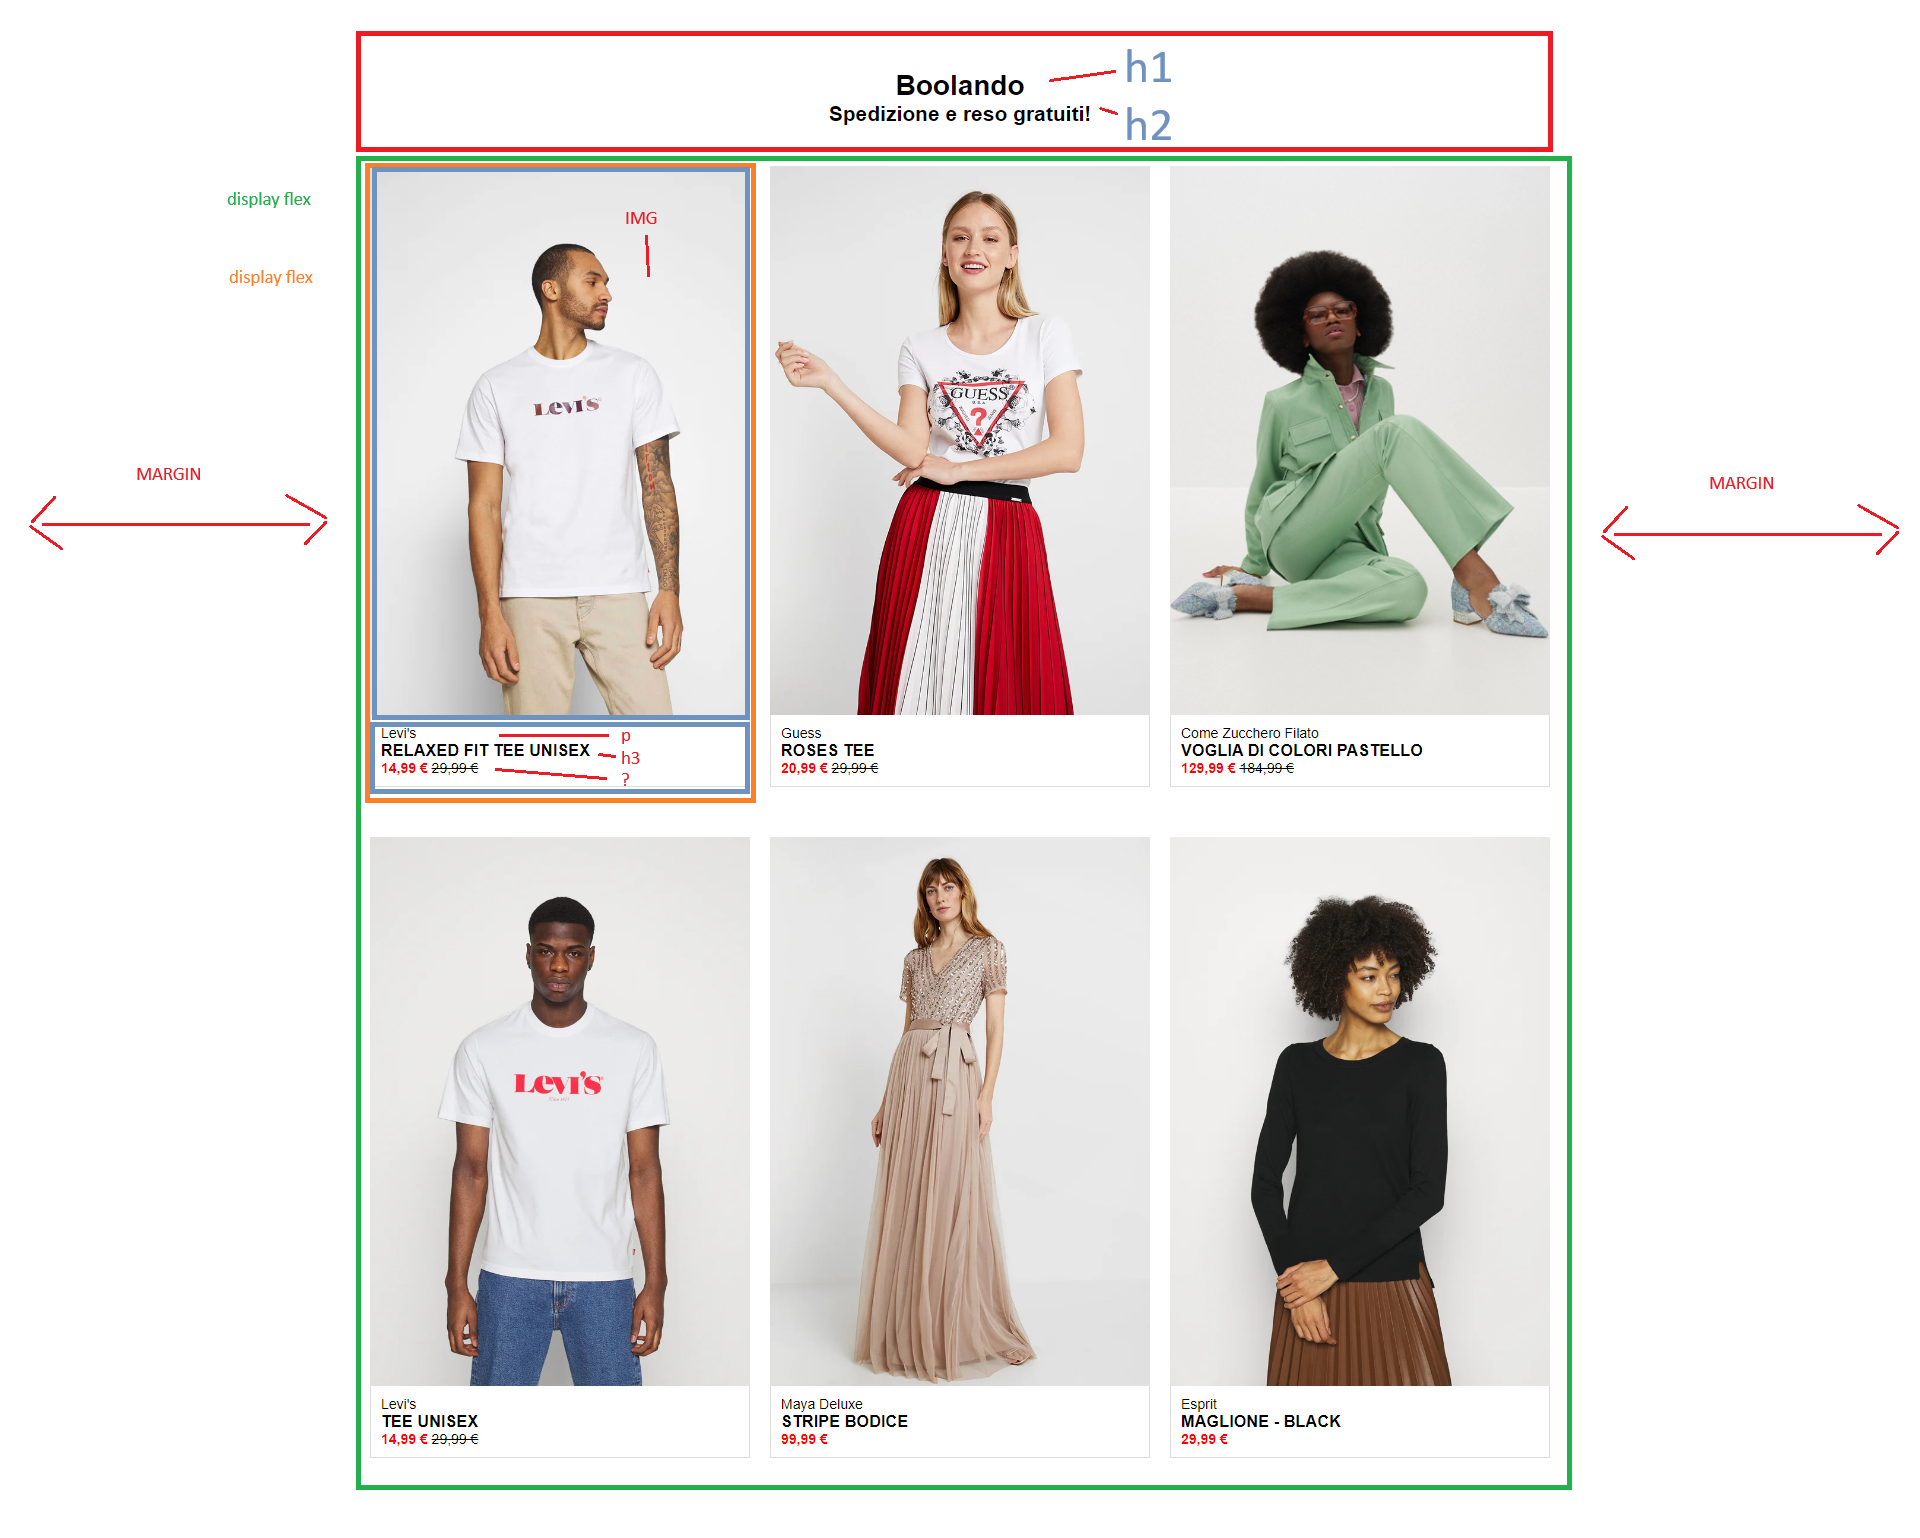 Boolando
h1
Spedizione e reso gratuiti!
h2
display flex
display flex
IMG
MARGIN
MARGIN
LEVI'S
GUESS
?
Levi's
p
RELAXED FIT TEE UNISEX
h3
14,99 € 29,99 €
?
Guess
ROSES TEE
20,99 € 29,99 €
Come Zucchero Filato
VOGLIA DI COLORI PASTELLO
129,99 € 184,99 €
LEVI'S
Levi's
TEE UNISEX
14,99 € 29,99 €
Maya Deluxe
STRIPE BODICE
99,99 €
Esprit
MAGLIONE - BLACK
29,99 €